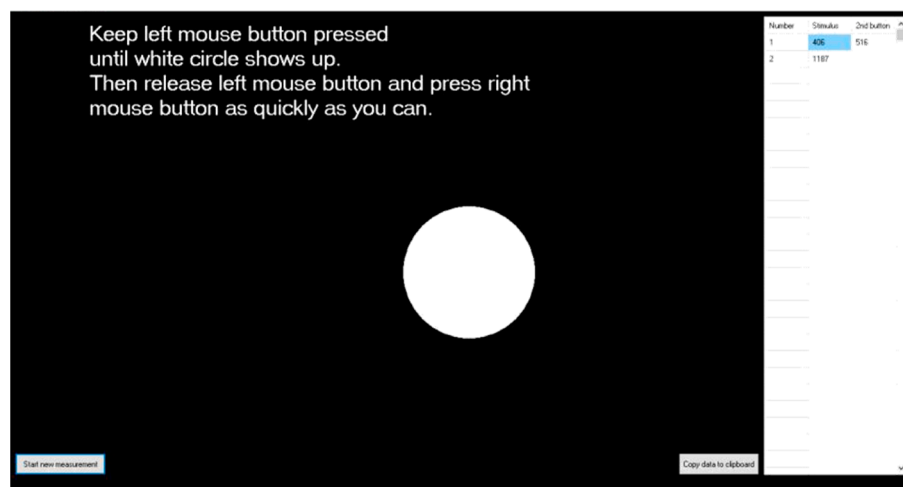 Keep left mouse button pressed
until white circle shows up.
Then release left mouse button and press right
mouse button as quickly as you can.
Number Stimulus 2nd button
1 406 516
2 1187
Start new measurement
Copy data to clipboard